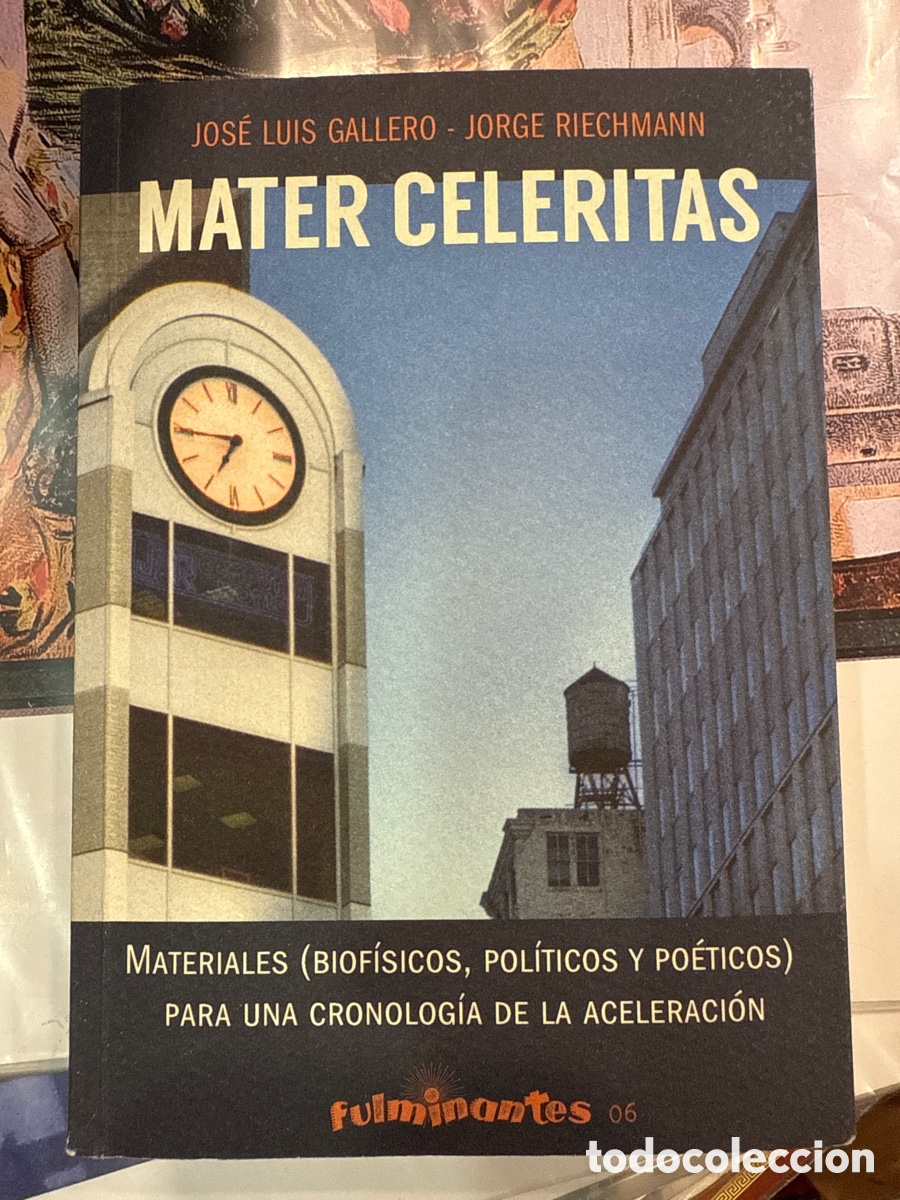 JOSÉ LUIS GALLERO - JORGE RIECHMANN
MATER CELERITAS
MATERIALES (BIOFÍSICOS, POLÍTICOS Y POÉTICOS)
PARA UNA CRONOLOGÍA DE LA ACELERACIÓN
fulminantes 06
todocoleccion